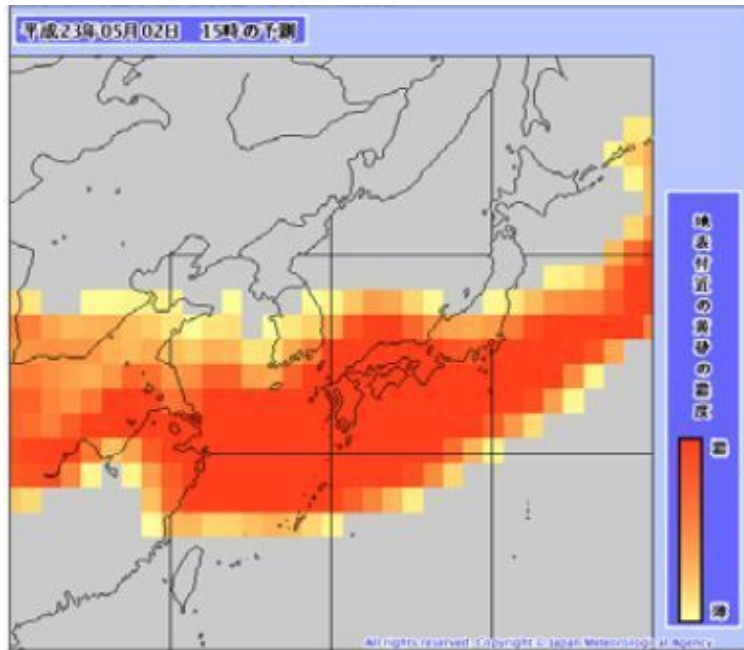 平成23年05月02日 15時の予測
地表付近の黄砂の濃度
濃
薄
All rights reserved. Copyright © Japan Meteorological Agency